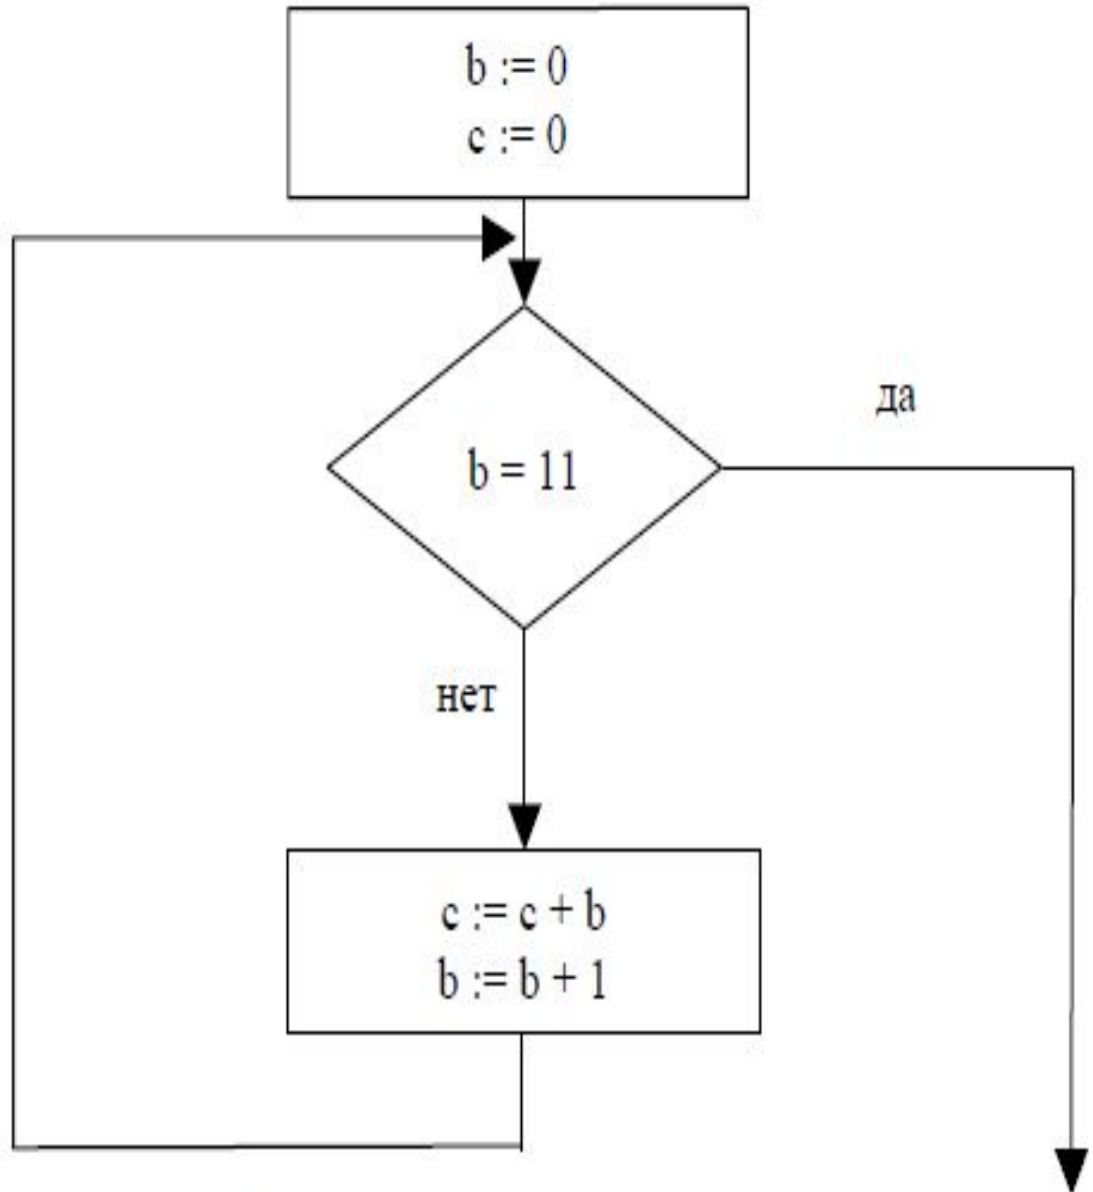 b := 0
c := 0
да
b = 11
нет
c := c + b
b := b + 1